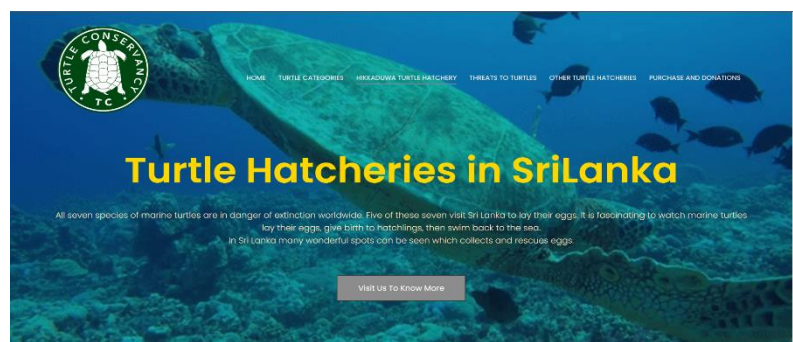 TURTLE CONSERVANCY
· TC ·
HOME TURTLE CATEGORIES HIKKADUWA TURTLE HATCHERY THREATS TO TURTLES OTHER TURTLE HATCHERIES PURCHASE AND DONATIONS
Turtle Hatcheries in SriLanka
All seven species of marine turtles are in danger of extinction worldwide. Five of these seven visit Sri Lanka to lay their eggs. It is fascinating to watch marine turtles
lay their eggs, give birth to hatchlings, then swim back to the sea.
In Sri Lanka many wonderful spots can be seen which collects and rescues eggs.
Visit Us To Know More